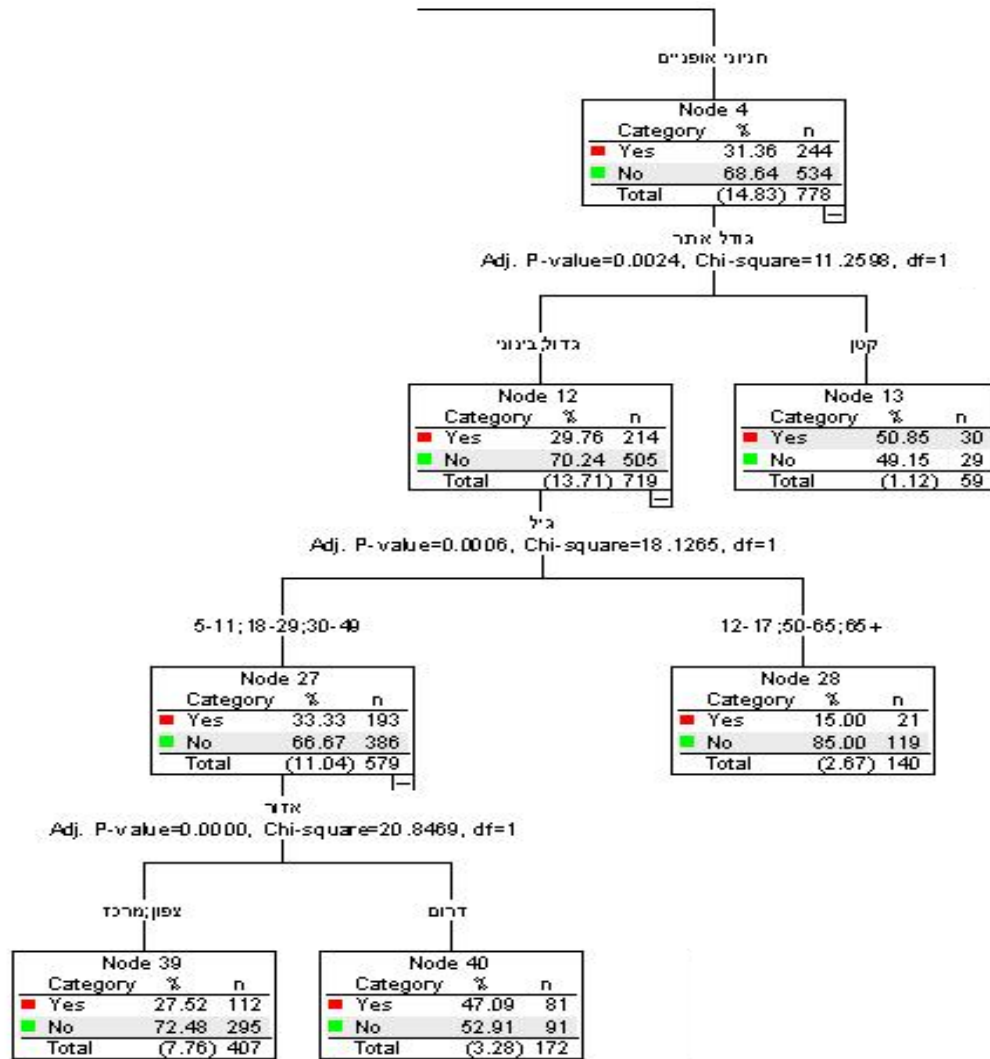 חניוני אופניים
Node 4
Category % n
Yes 31.36 244
No 68.64 534
Total (14.83) 778
גודל אתר
Adj. P-value=0.0024, Chi-square=11.2598, df=1
גדול;בינוני
קטן
Node 12
Category % n
Yes 29.76 214
No 70.24 505
Total (13.71) 719
Node 13
Category % n
Yes 50.85 30
No 49.15 29
Total (1.12) 59
גיל
Adj. P-value=0.0006, Chi-square=18.1265, df=1
5-11;18-29;30-49
12-17;50-65;65+
Node 27
Category % n
Yes 33.33 193
No 66.67 386
Total (11.04) 579
Node 28
Category % n
Yes 15.00 21
No 85.00 119
Total (2.67) 140
אזור
Adj. P-value=0.0000, Chi-square=20.8469, df=1
צפון;מרכז
דרום
Node 39
Category % n
Yes 27.52 112
No 72.48 295
Total (7.76) 407
Node 40
Category % n
Yes 47.09 81
No 52.91 91
Total (3.28) 172